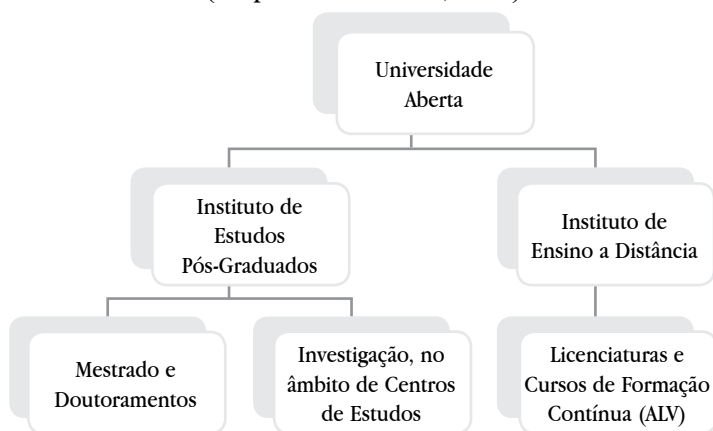 Universidade
Aberta
Instituto de
Estudos
Pós-Graduados
Instituto de
Ensino a Distância
Mestrado e
Doutoramentos
Investigação, no
âmbito de Centros
de Estudos
Licenciaturas e
Cursos de Formação
Contínua (ALV)